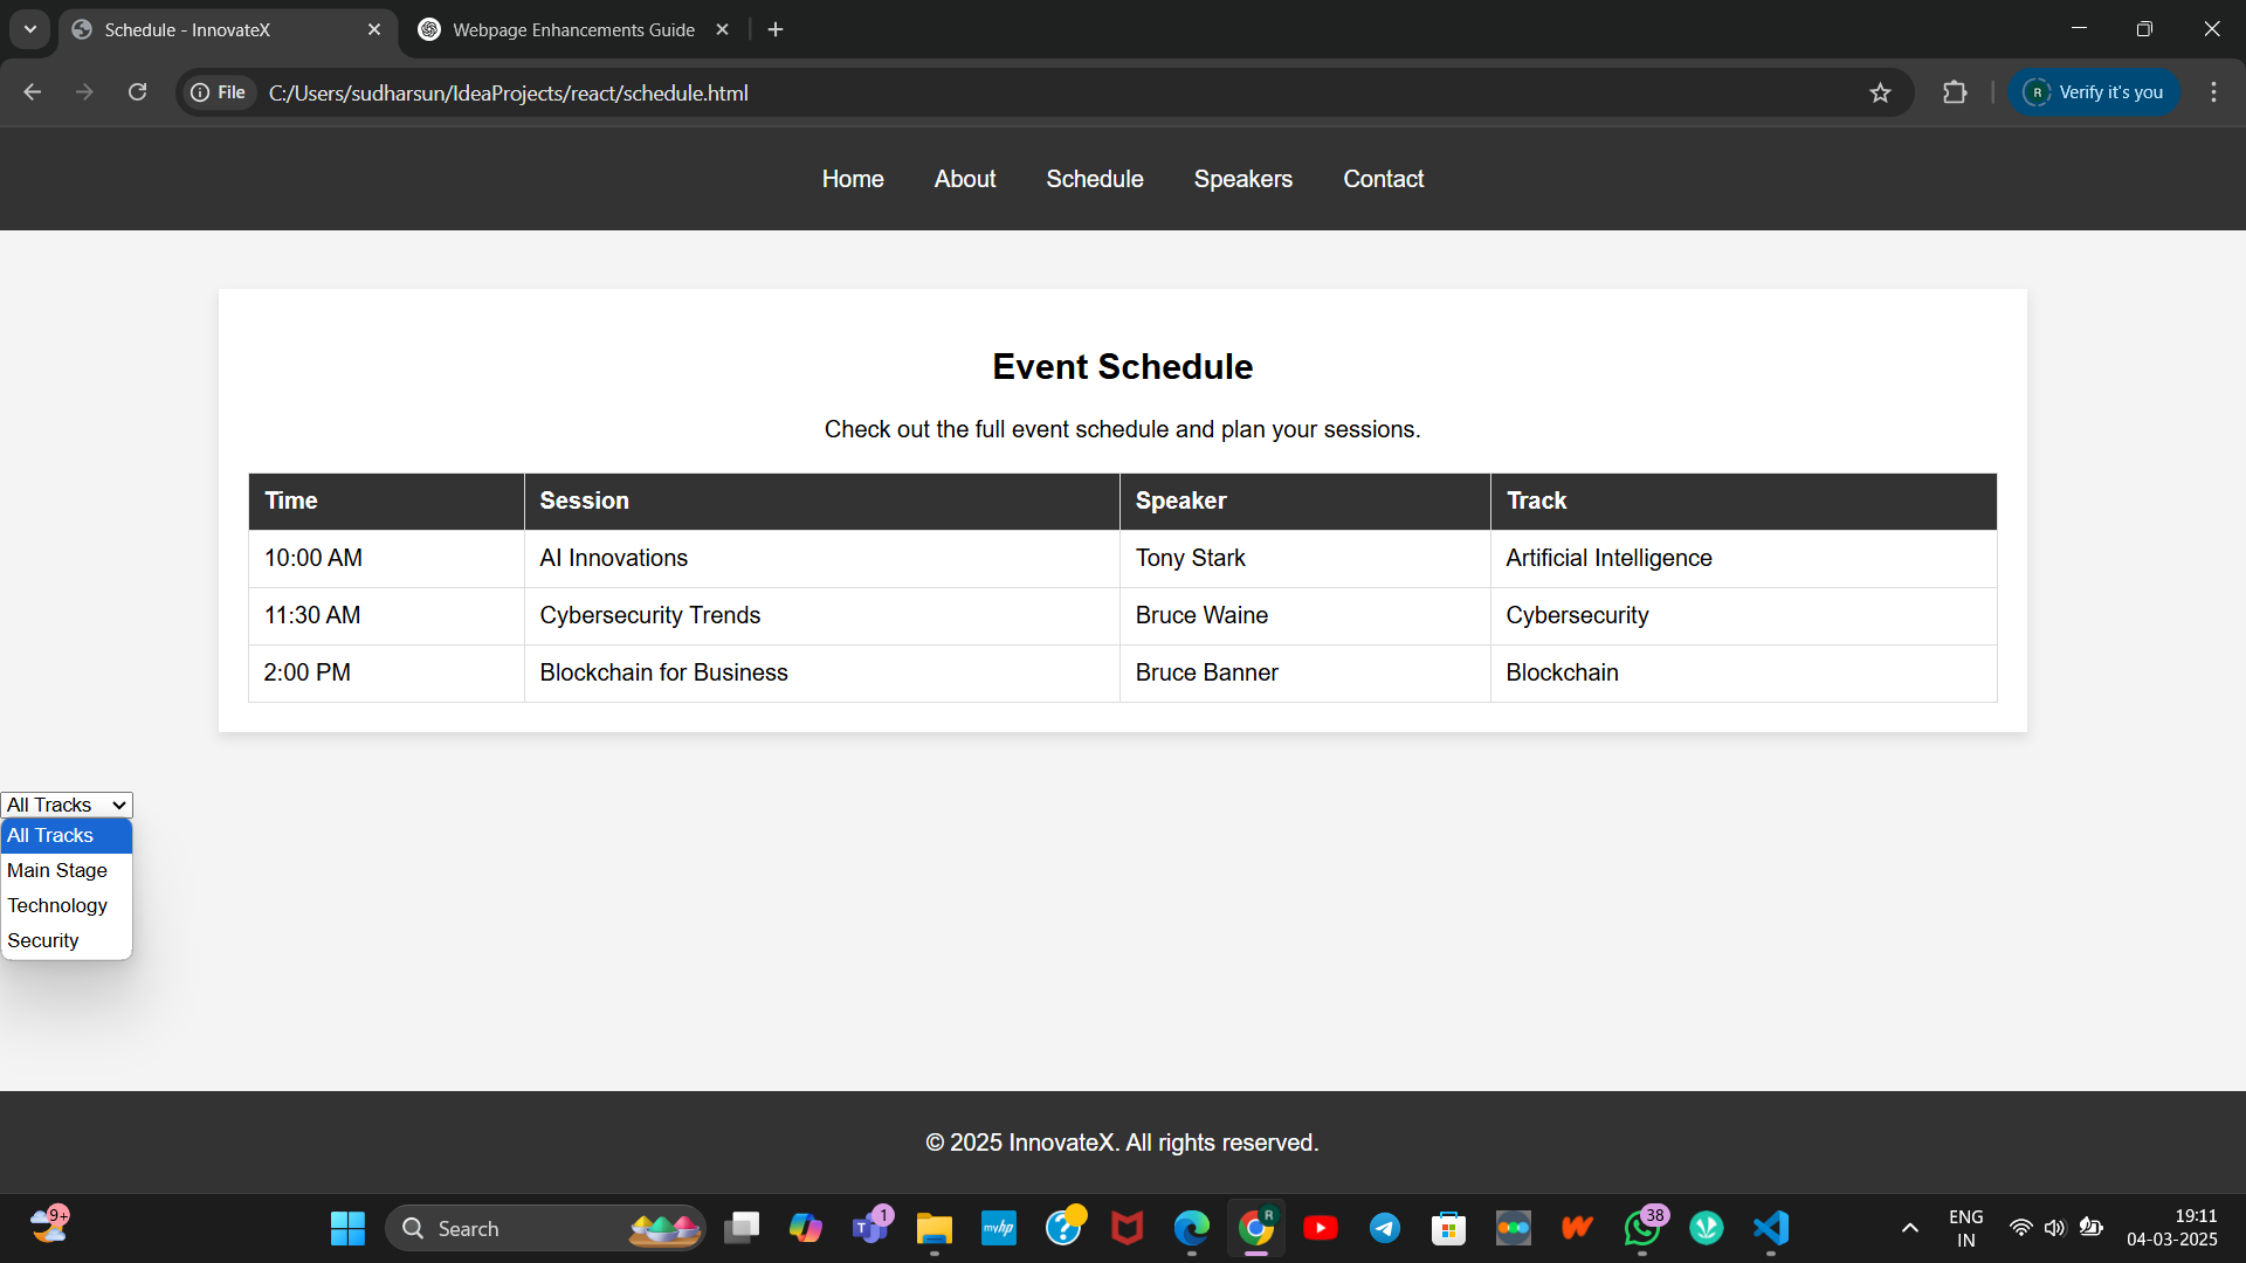 Schedule - InnovateX
Webpage Enhancements Guide
File C:/Users/sudharsun/IdeaProjects/react/schedule.html
R Verify it's you
Home About Schedule Speakers Contact
Event Schedule
Check out the full event schedule and plan your sessions.
Time Session Speaker Track
10:00 AM AI Innovations Tony Stark Artificial Intelligence
11:30 AM Cybersecurity Trends Bruce Waine Cybersecurity
2:00 PM Blockchain for Business Bruce Banner Blockchain
All Tracks
All Tracks
Main Stage
Technology
Security
© 2025 InnovateX. All rights reserved.
9+
Search
T 1
myhp
?
R
38
ENG
IN
19:11
04-03-2025